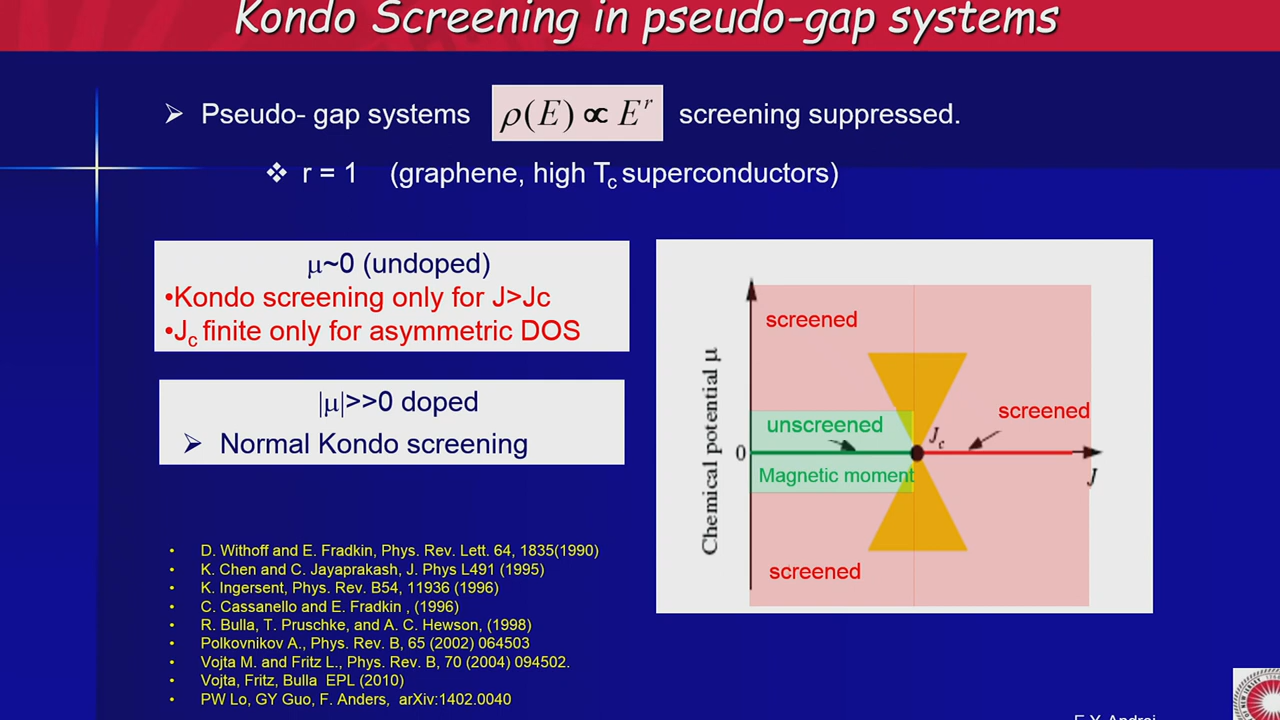 Kondo Screening in pseudo-gap systems
➢ Pseudo- gap systems ρ(E) ∝ E^r screening suppressed.
❖ r = 1 (graphene, high Tc superconductors)
μ~0 (undoped)
•Kondo screening only for J>Jc
•Jc finite only for asymmetric DOS
|μ|>>0 doped
➢ Normal Kondo screening
Chemical potential μ
screened
unscreened
screened
Jc
0
J
Magnetic moment
screened
• D. Withoff and E. Fradkin, Phys. Rev. Lett. 64, 1835(1990)
• K. Chen and C. Jayaprakash, J. Phys L491 (1995)
• K. Ingersent, Phys. Rev. B54, 11936 (1996)
• C. Cassanello and E. Fradkin , (1996)
• R. Bulla, T. Pruschke, and A. C. Hewson, (1998)
• Polkovnikov A., Phys. Rev. B, 65 (2002) 064503
• Vojta M. and Fritz L., Phys. Rev. B, 70 (2004) 094502.
• Vojta, Fritz, Bulla EPL (2010)
• PW Lo, GY Guo, F. Anders, arXiv:1402.0040
E.Y. Andrei